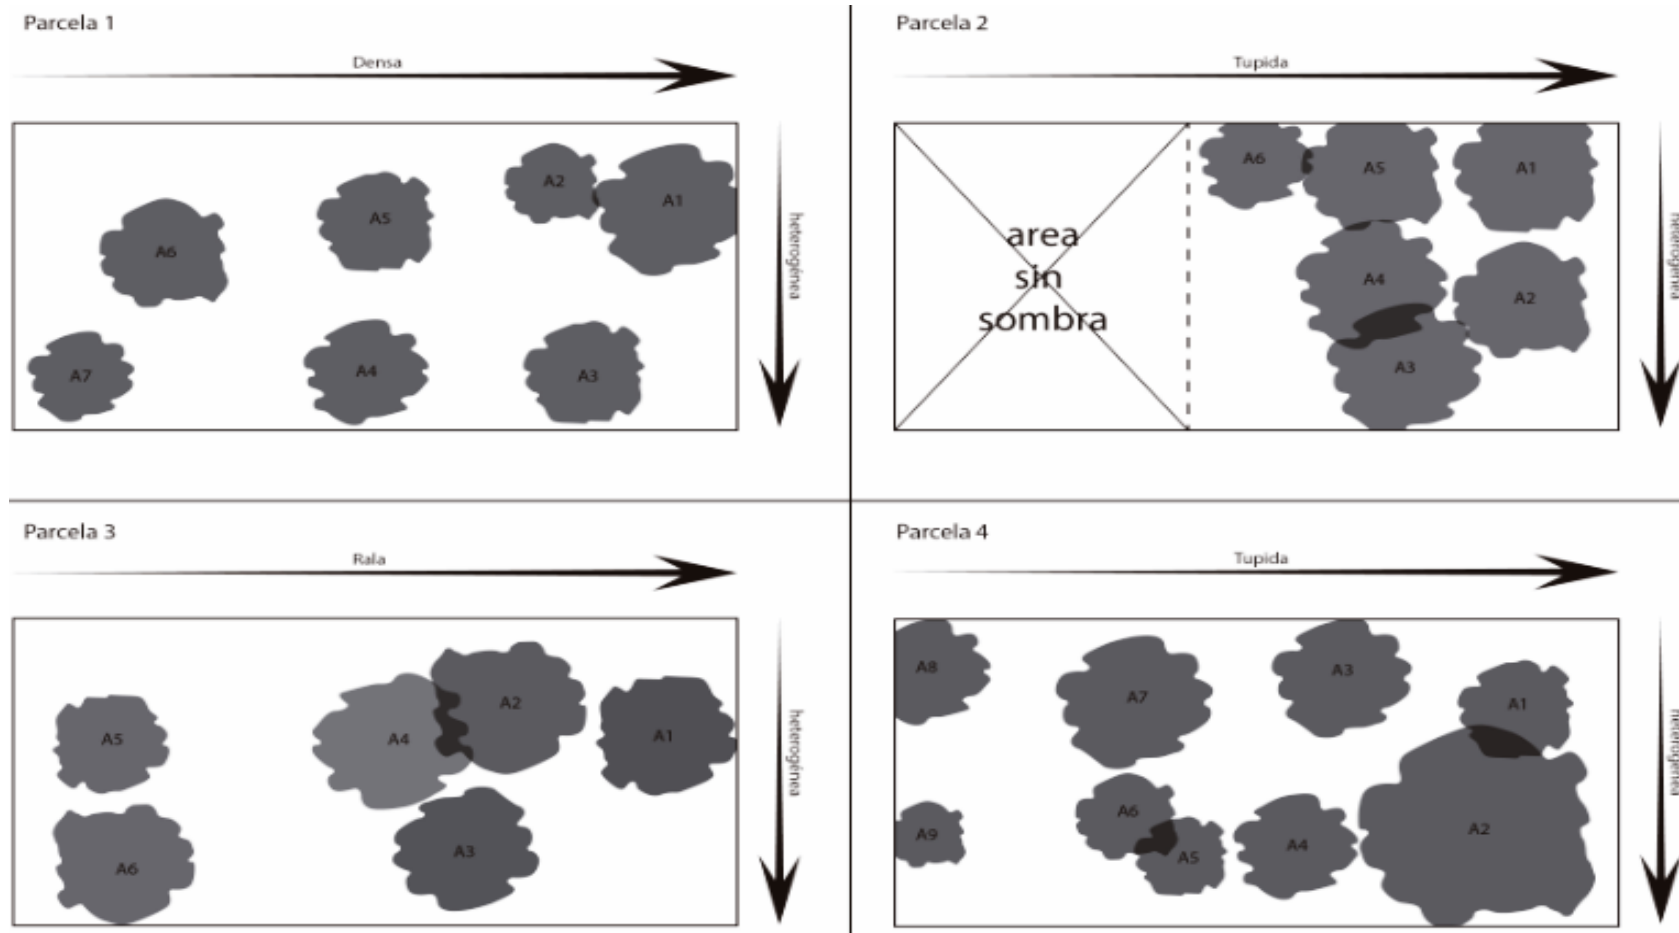 Parcela 1
Densa
A2
A1
A5
A6
heterogénea
A7
A4
A3
Parcela 2
Tupida
A6
A5
A1
area
sin
sombra
A4
A2
heterogénea
A3
Parcela 3
Rala
A2
A5
A4
A1
heterogénea
A3
A6
Parcela 4
Tupida
A8
A7
A3
A1
heterogénea
A6
A9
A5
A4
A2